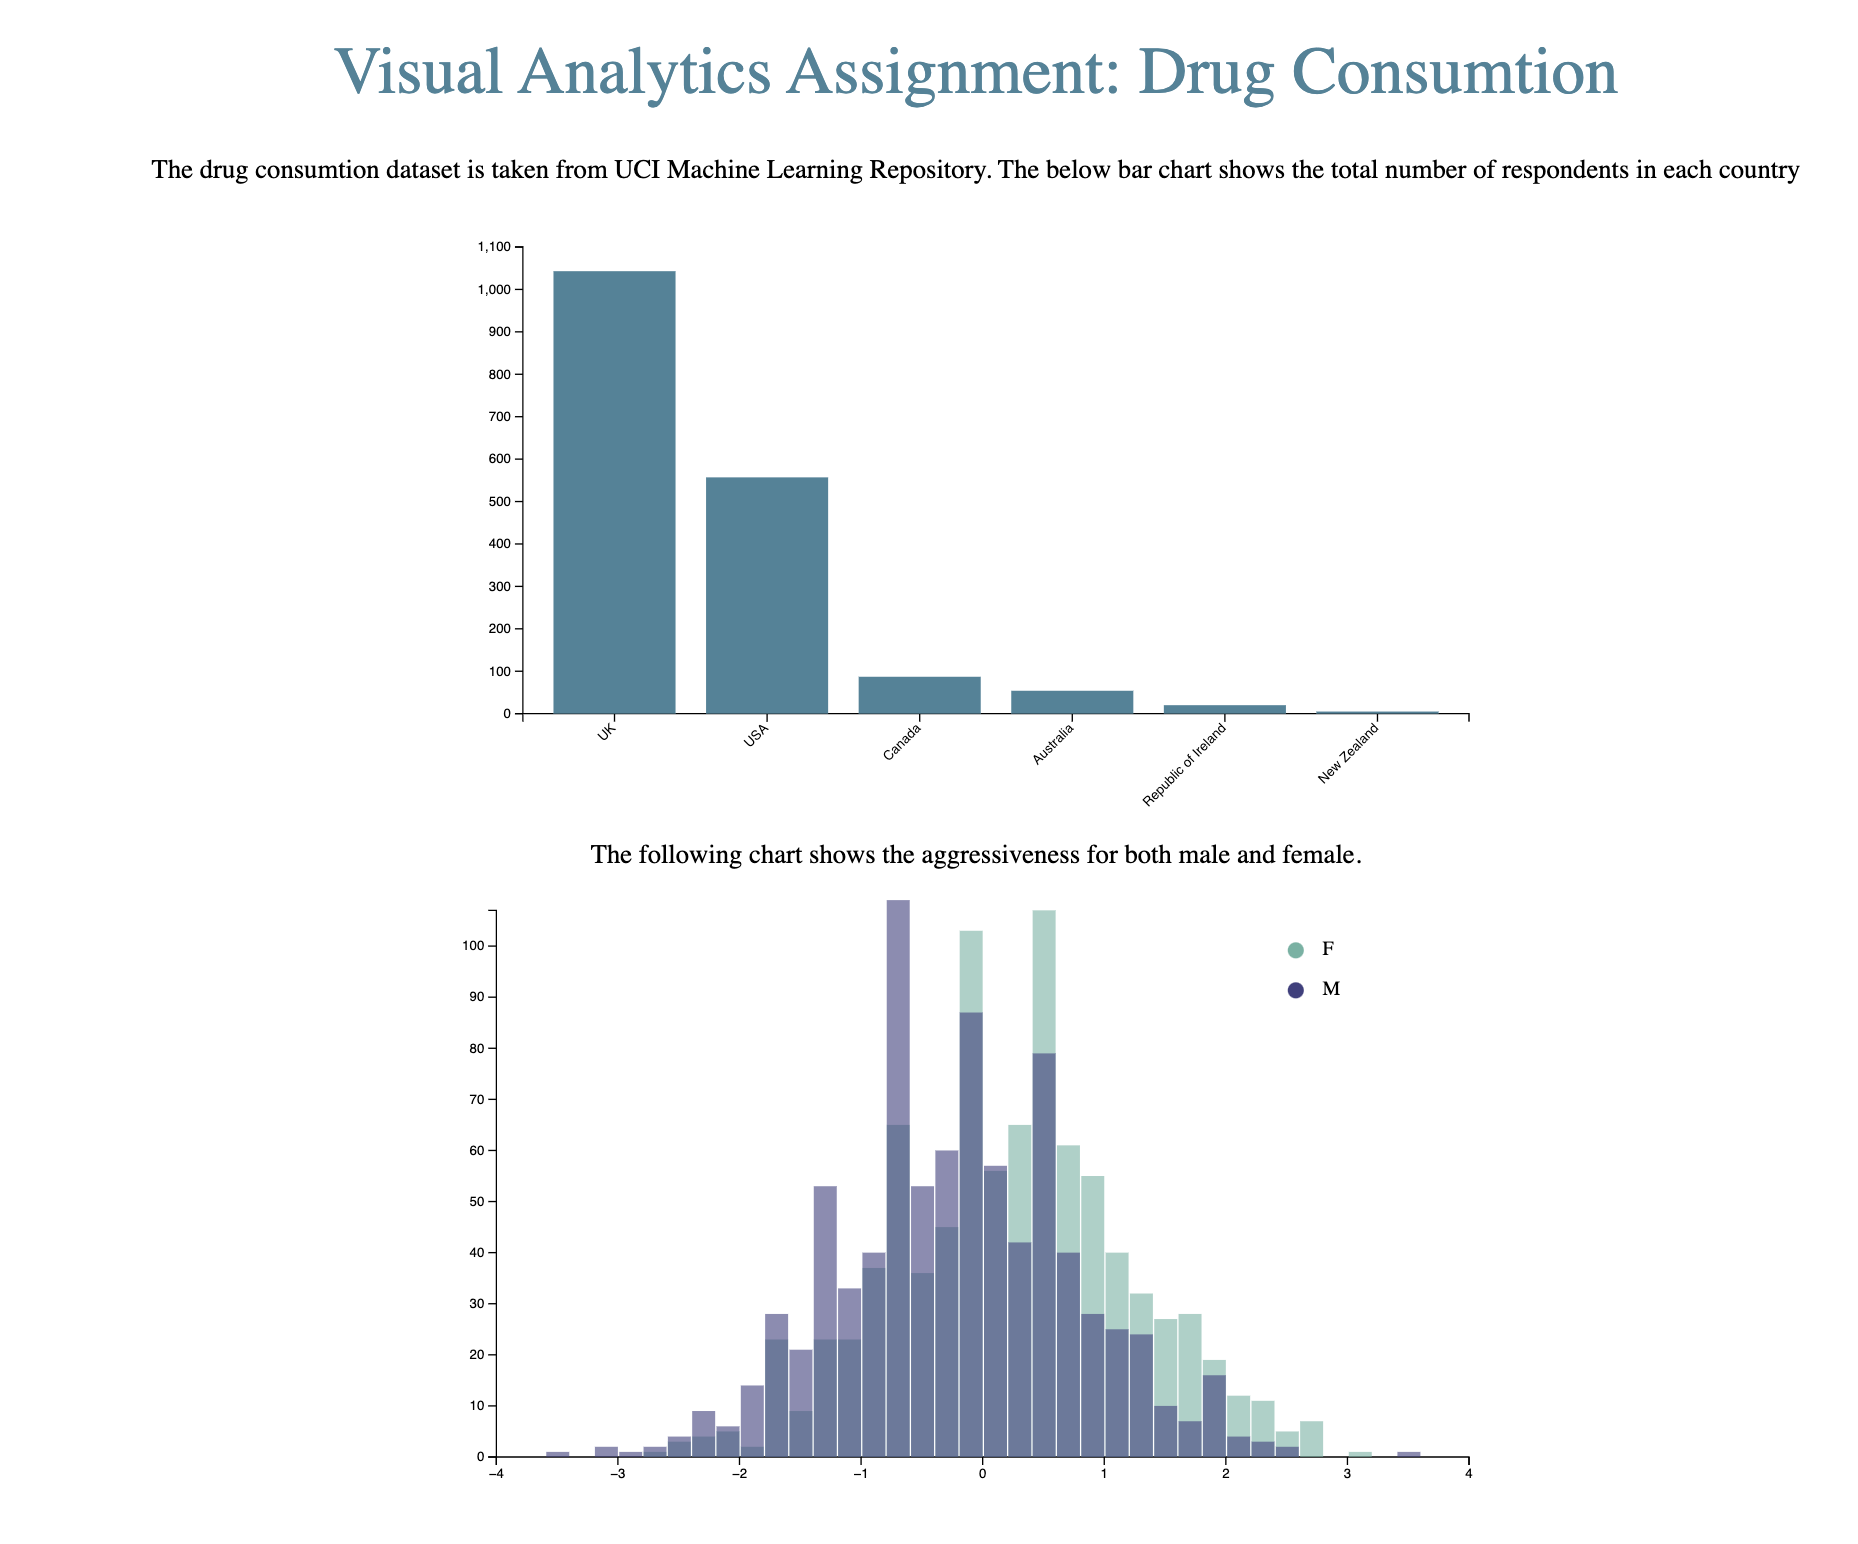 Visual Analytics Assignment: Drug Consumtion
The drug consumtion dataset is taken from UCI Machine Learning Repository. The below bar chart shows the total number of respondents in each country
1,100
1,000
900
800
700
600
500
400
300
200
100
0
UK
USA
Canada
Australia
Republic of Ireland
New Zealand
The following chart shows the aggressiveness for both male and female.
F
M
100
90
80
70
60
50
40
30
20
10
0
−4 −3 −2 −1 0 1 2 3 4